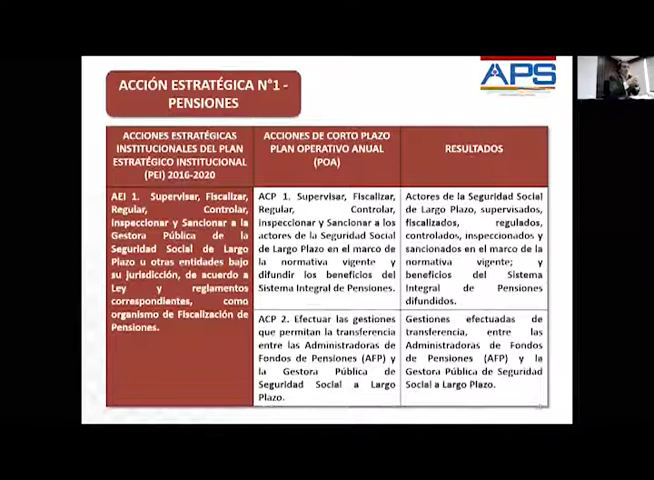 APS
ACCIÓN ESTRATÉGICA N°1 -
PENSIONES
ACCIONES ESTRATÉGICAS
INSTITUCIONALES DEL PLAN
ESTRATÉGICO INSTITUCIONAL
(PEI) 2016-2020
ACCIONES DE CORTO PLAZO
PLAN OPERATIVO ANUAL
(POA)
RESULTADOS
AEI 1. Supervisar, Fiscalizar,
Regular, Controlar,
Inspeccionar y Sancionar a la
Gestora Pública de la
Seguridad Social de Largo
Plazo u otras entidades bajo
su jurisdicción, de acuerdo a
Ley y reglamentos
correspondientes, como
organismo de Fiscalización de
Pensiones.
ACP 1. Supervisar, Fiscalizar,
Regular, Controlar,
Inspeccionar y Sancionar a los
actores de la Seguridad Social
de Largo Plazo en el marco de
la normativa vigente y
difundir los beneficios del
Sistema Integral de Pensiones.
Actores de la Seguridad Social
de Largo Plazo, supervisados,
fiscalizados, regulados,
controlados, inspeccionados y
sancionados en el marco de la
normativa vigente; y
beneficios del Sistema
Integral de Pensiones
difundidos.
ACP 2. Efectuar las gestiones
que permitan la transferencia
entre las Administradoras de
Fondos de Pensiones (AFP) y
la Gestora Pública de
Seguridad Social a Largo
Plazo.
Gestiones efectuadas de
transferencia, entre las
Administradoras de Fondos
de Pensiones (AFP) y la
Gestora Pública de Seguridad
Social a Largo Plazo.